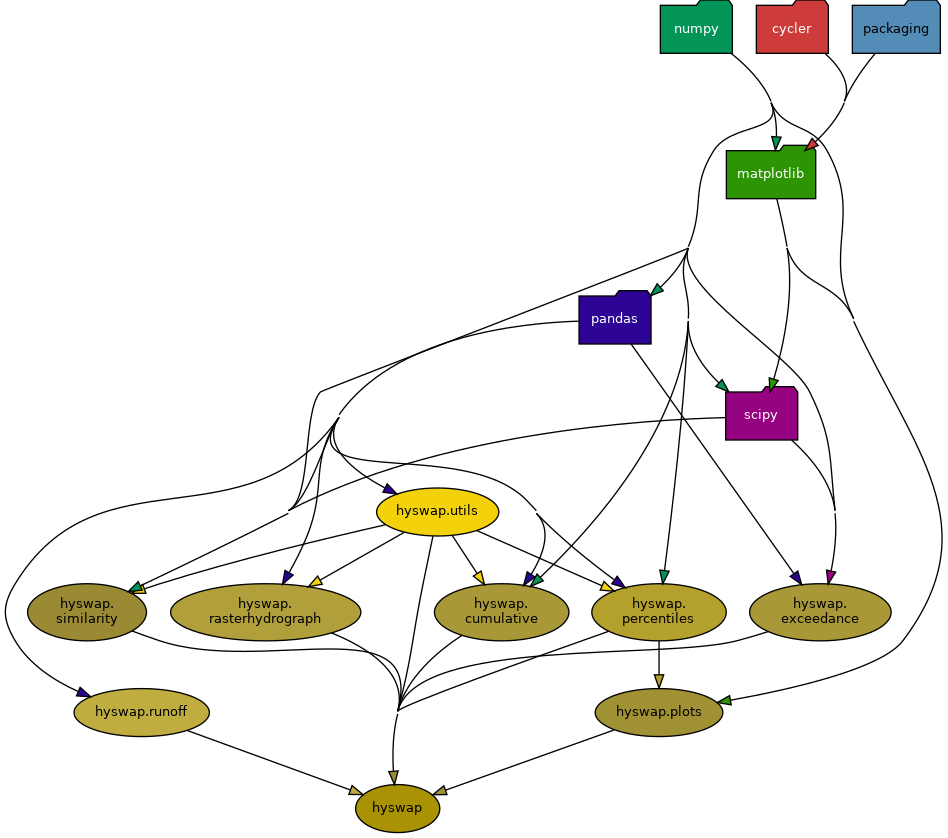 numpy
cycler
packaging
matplotlib
pandas
scipy
hyswap.utils
hyswap.
similarity
hyswap.
rasterhydrograph
hyswap.
cumulative
hyswap.
percentiles
hyswap.
exceedance
hyswap.runoff
hyswap.plots
hyswap